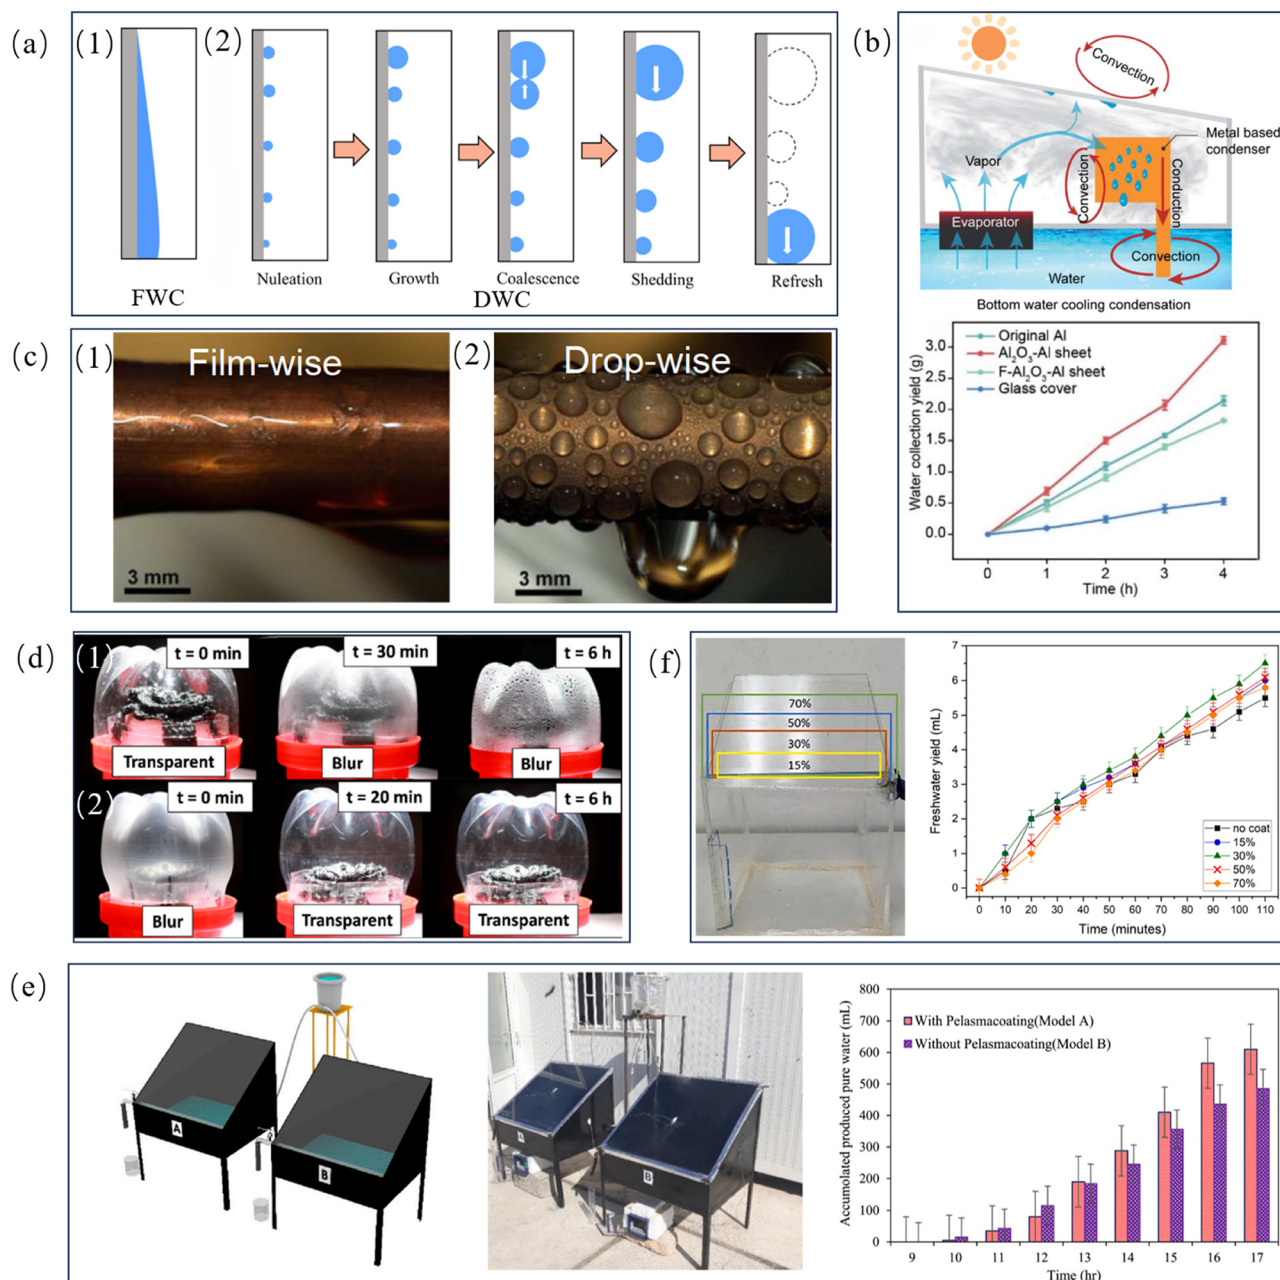 (a)
(1)
(2)
Nuleation
Growth
Coalescence
Shedding
Refresh
FWC
DWC
(b)
Convection
Metal based
condenser
Vapor
Convection
Conduction
Evaporator
Convection
Water
Bottom water cooling condensation
Original Al
Al₂O₃-Al sheet
F-Al₂O₃-Al sheet
Glass cover
Water collection yield (g)
3.0
2.5
2.0
1.5
1.0
0.5
0.0
0 1 2 3 4
Time (h)
(c)
(1)
Film-wise
3 mm
(2)
Drop-wise
3 mm
(d)
(1)
t = 0 min
t = 30 min
t = 6 h
Transparent
Blur
Blur
(2)
t = 0 min
t = 20 min
t = 6 h
Blur
Transparent
Transparent
(f)
70%
50%
30%
15%
Freshwater yield (mL)
7
6
5
4
3
2
1
0
no coat
15%
30%
50%
70%
0 10 20 30 40 50 60 70 80 90 100 110
Time (minutes)
(e)
A
B
A
B
Accumulated produced pure water (mL)
800
700
600
500
400
300
200
100
0
With Pelasmacoating(Model A)
Without Pelasmacoating(Model B)
9 10 11 12 13 14 15 16 17
Time (hr)